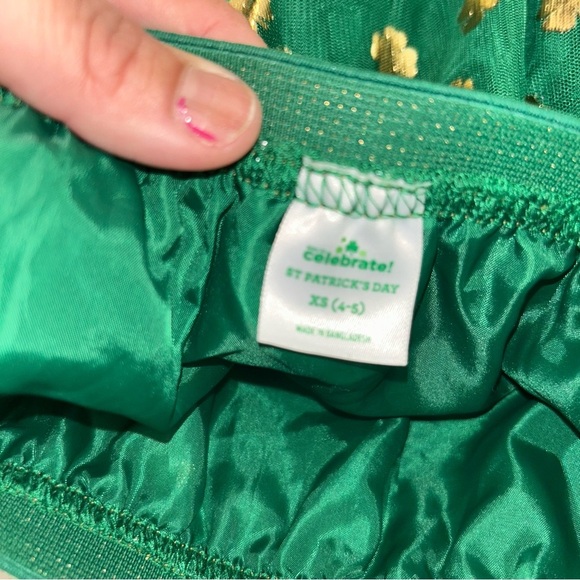 celebrate!
ST PATRICK'S DAY
XS (4-5)
MADE IN BANGLADESH